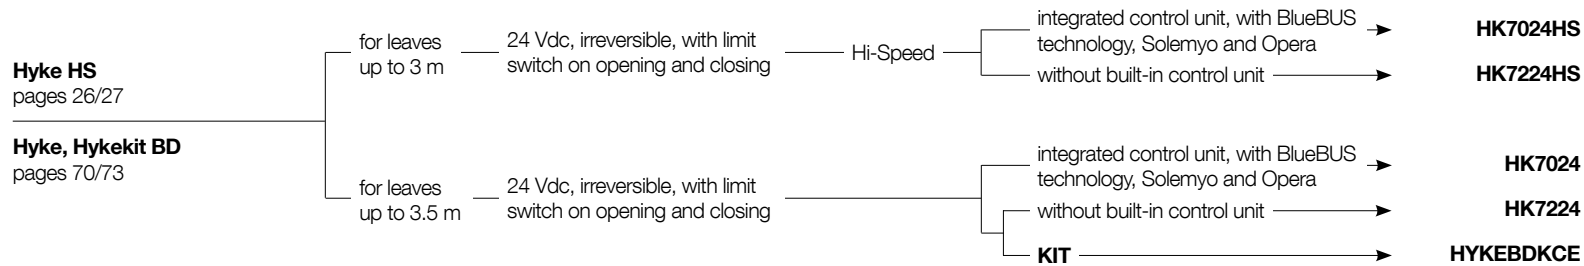 Hyke HS
pages 26/27
Hyke, Hykekit BD
pages 70/73
for leaves
up to 3 m
24 Vdc, irreversible, with limit
switch on opening and closing
Hi-Speed
integrated control unit, with BlueBUS
technology, Solemyo and Opera
HK7024HS
without built-in control unit
HK7224HS
for leaves
up to 3.5 m
24 Vdc, irreversible, with limit
switch on opening and closing
integrated control unit, with BlueBUS
technology, Solemyo and Opera
HK7024
without built-in control unit
HK7224
KIT
HYKEBDKCE